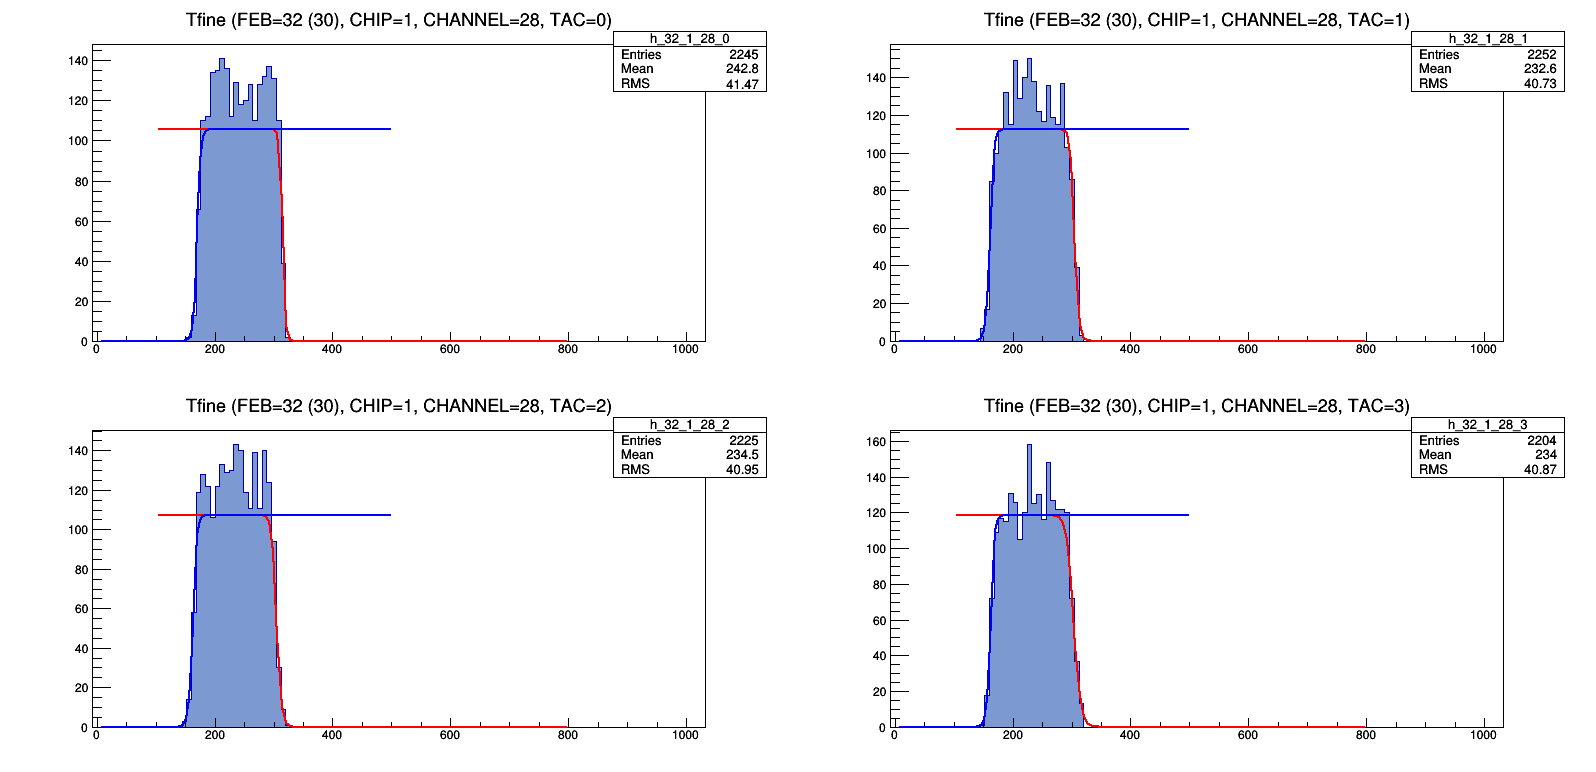 Tfine (FEB=32 (30), CHIP=1, CHANNEL=28, TAC=0)
h_32_1_28_0
Entries 2245
Mean 242.8
RMS 41.47
140
120
100
80
60
40
20
0
0 200 400 600 800 1000
Tfine (FEB=32 (30), CHIP=1, CHANNEL=28, TAC=1)
h_32_1_28_1
Entries 2252
Mean 232.6
RMS 40.73
140
120
100
80
60
40
20
0
0 200 400 600 800 1000
Tfine (FEB=32 (30), CHIP=1, CHANNEL=28, TAC=2)
h_32_1_28_2
Entries 2225
Mean 234.5
RMS 40.95
140
120
100
80
60
40
20
0
0 200 400 600 800 1000
Tfine (FEB=32 (30), CHIP=1, CHANNEL=28, TAC=3)
h_32_1_28_3
Entries 2204
Mean 234
RMS 40.87
160
140
120
100
80
60
40
20
0
0 200 400 600 800 1000